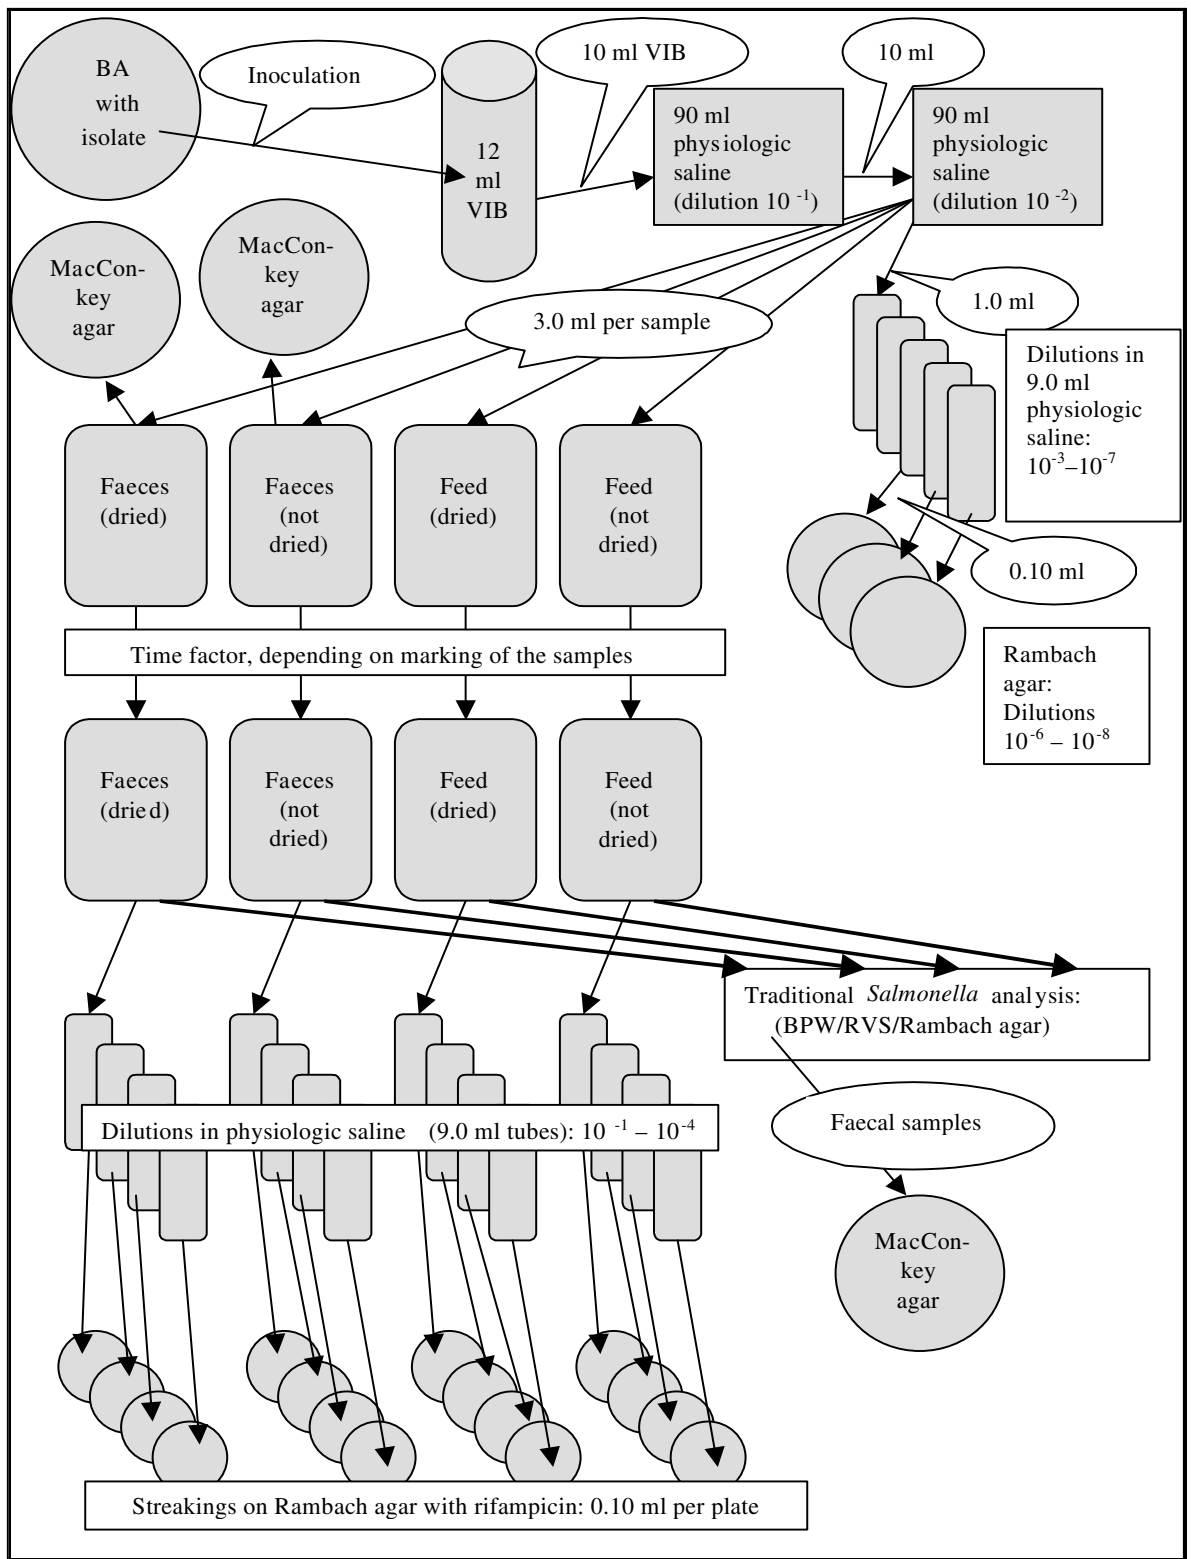 BA
with
isolate
Inoculation
12
ml
VIB
10 ml VIB
90 ml
physiologic
saline
(dilution 10 -1)
10 ml
90 ml
physiologic
saline
(dilution 10 -2)
MacCon-
key
agar
MacCon-
key
agar
3.0 ml per sample
1.0 ml
Dilutions in
9.0 ml
physiologic
saline:
10-3–10-7
0.10 ml
Rambach
agar:
Dilutions
10-6 – 10-8
Faeces
(dried)
Faeces
(not
dried)
Feed
(dried)
Feed
(not
dried)
Time factor, depending on marking of the samples
Faeces
(dried)
Faeces
(not
dried)
Feed
(dried)
Feed
(not
dried)
Traditional Salmonella analysis:
(BPW/RVS/Rambach agar)
Dilutions in physiologic saline (9.0 ml tubes): 10 -1 – 10-4
Faecal samples
MacCon-
key
agar
Streakings on Rambach agar with rifampicin: 0.10 ml per plate